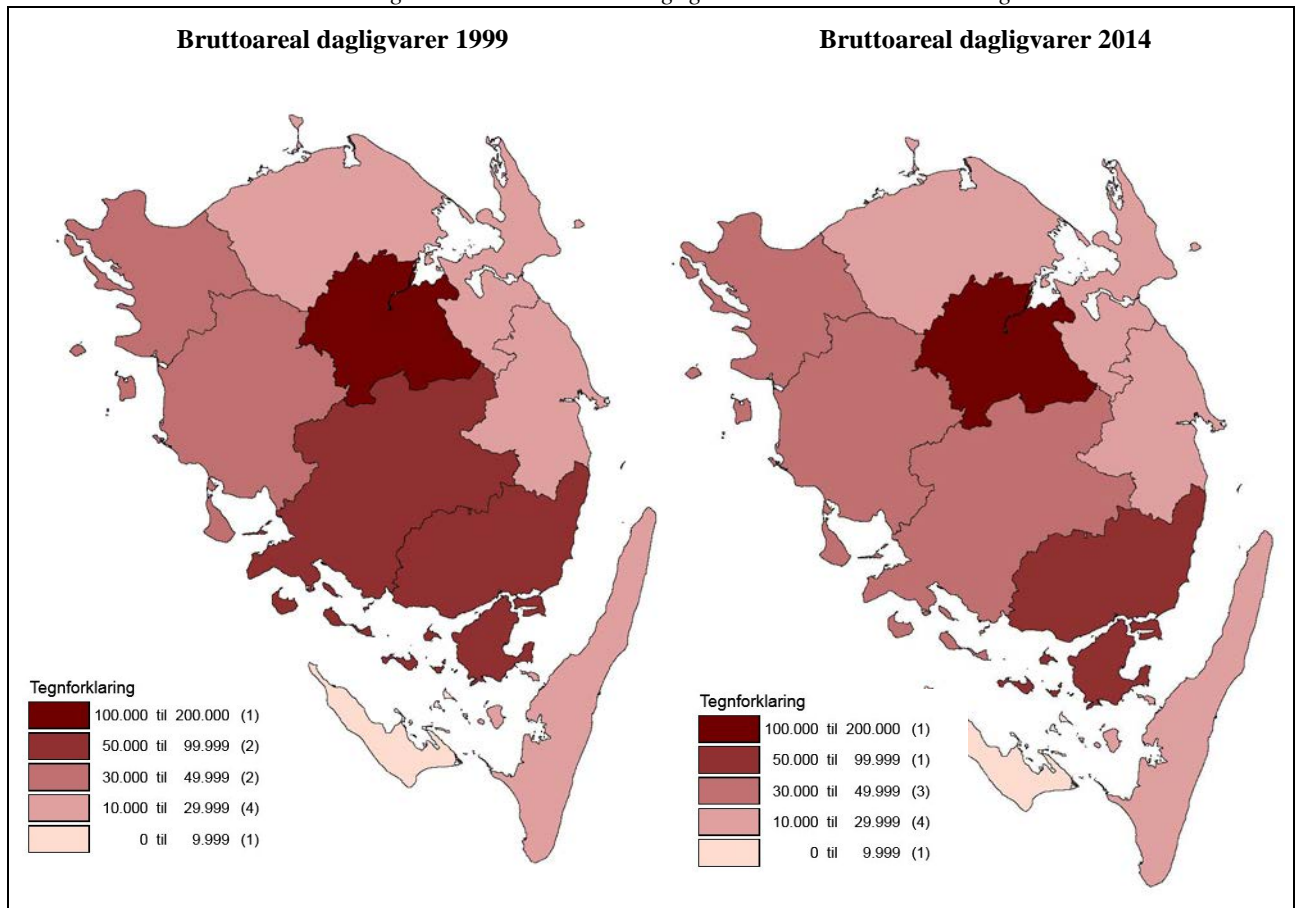 Bruttoareal dagligvarer 1999
Bruttoareal dagligvarer 2014
Tegnforklaring
100.000 til 200.000 (1)
50.000 til 99.999 (2)
30.000 til 49.999 (2)
10.000 til 29.999 (4)
0 til 9.999 (1)
Tegnforklaring
100.000 til 200.000 (1)
50.000 til 99.999 (1)
30.000 til 49.999 (3)
10.000 til 29.999 (4)
0 til 9.999 (1)